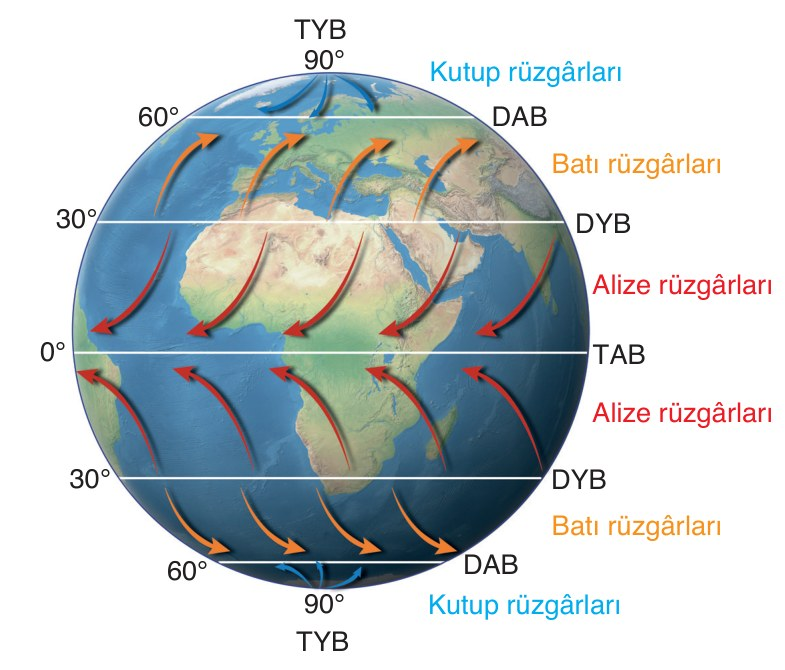 TYB
90°
Kutup rüzgârları
60°
DAB
Batı rüzgârları
30°
DYB
Alize rüzgârları
0°
TAB
Alize rüzgârları
30°
DYB
Batı rüzgârları
60°
DAB
90°
Kutup rüzgârları
TYB